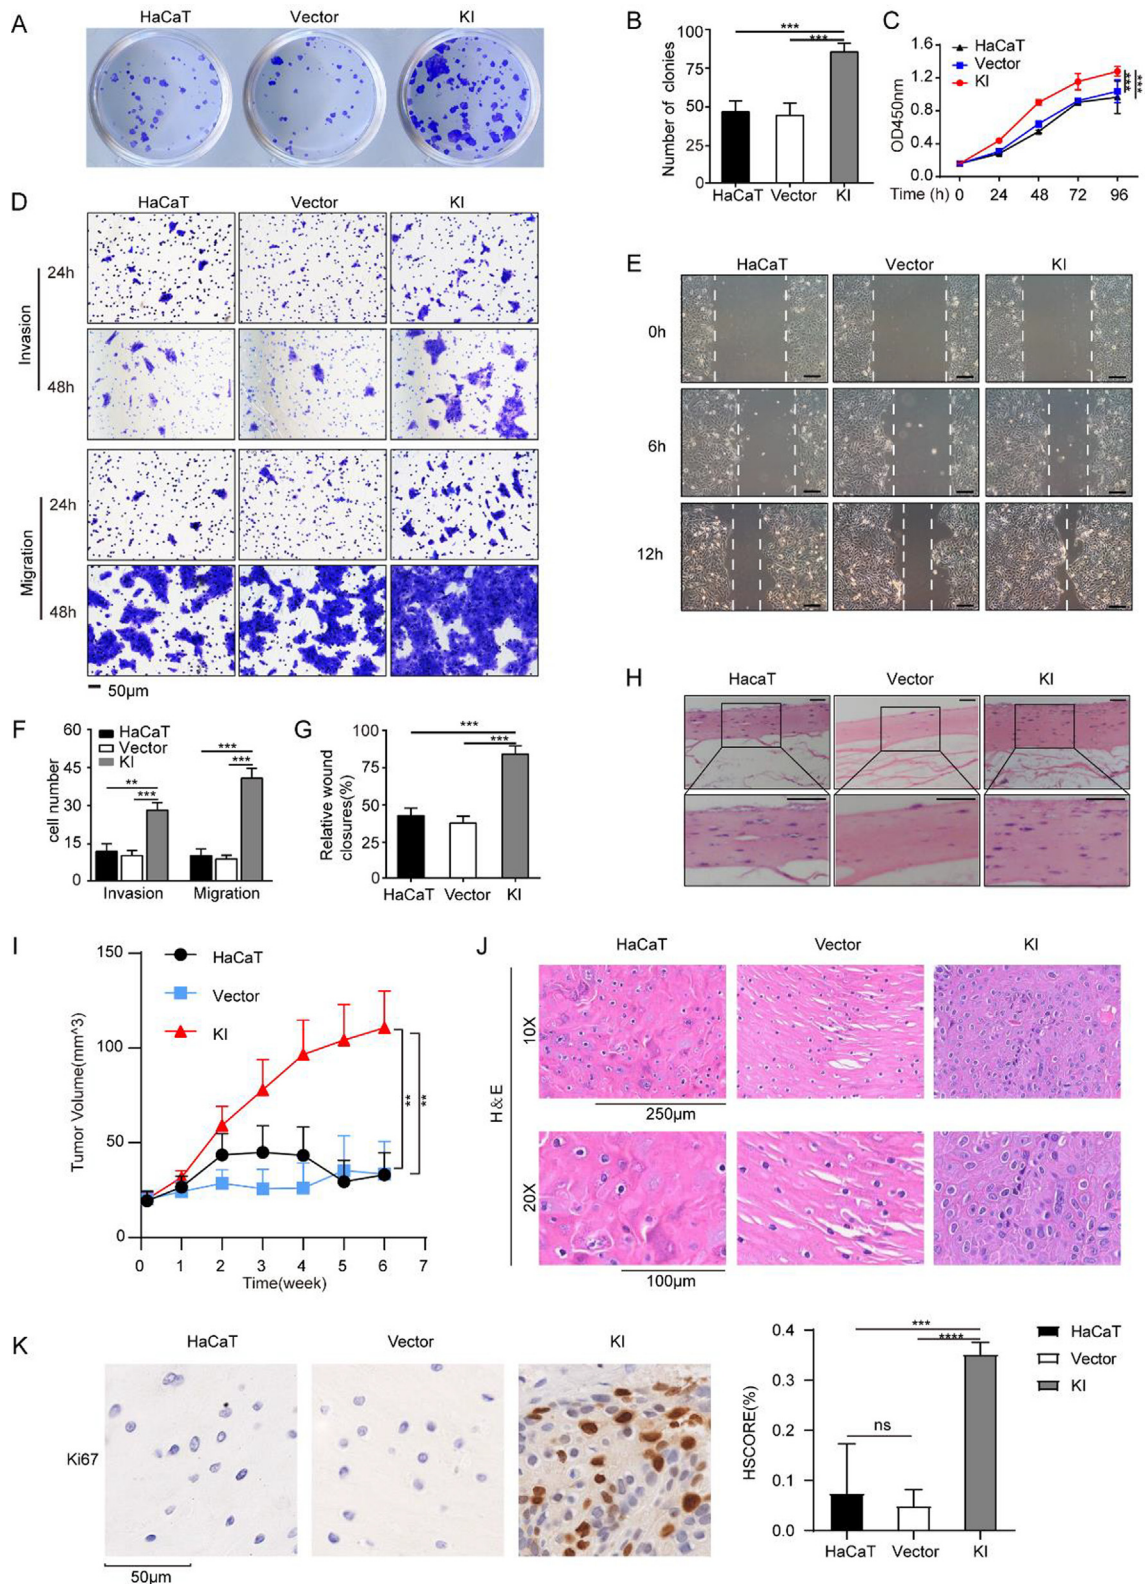 A
HaCaT Vector KI
B
Number of clonies
100
75
50
25
0
HaCaT Vector KI
***
***
C
OD450nm
1.6
1.2
0.8
0.4
0.0
HaCaT
Vector
KI
***
***
Time (h) 0 24 48 72 96
D
HaCaT Vector KI
Invasion
24h
48h
Migration
24h
48h
50μm
E
HaCaT Vector KI
0h
6h
12h
F
cell number
60
45
30
15
0
HaCaT
Vector
KI
**
***
***
***
Invasion Migration
G
Relative wound
closures(%)
100
75
50
25
0
***
***
HaCaT Vector KI
H
HacaT Vector KI
I
Tumor Volume(mm^3)
150
100
50
0
HaCaT
Vector
KI
**
**
0 1 2 3 4 5 6 7
Time(week)
J
HaCaT Vector KI
H&E
10X
250μm
20X
100μm
K
HaCaT Vector KI
Ki67
50μm
HSCORE(%)
0.4
0.3
0.2
0.1
0.0
***
****
ns
HaCaT Vector KI
HaCaT
Vector
KI